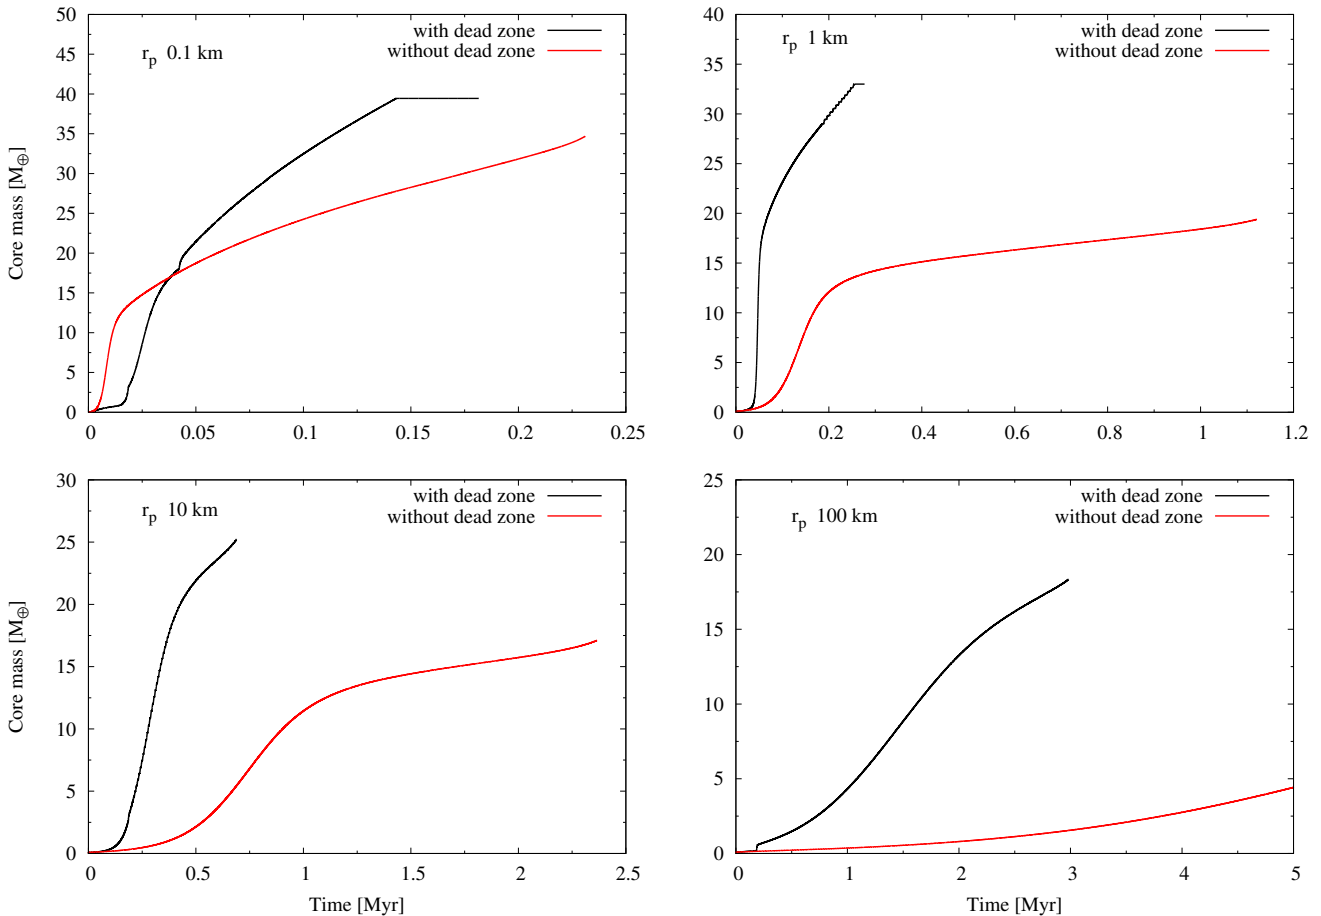 50
45
40
35
30
25
20
15
10
5
0
0 0.05 0.1 0.15 0.2 0.25
Core mass [M⊕]
r_p 0.1 km
with dead zone
without dead zone
40
35
30
25
20
15
10
5
0
0 0.2 0.4 0.6 0.8 1 1.2
r_p 1 km
with dead zone
without dead zone
30
25
20
15
10
5
0
0 0.5 1 1.5 2 2.5
Core mass [M⊕]
Time [Myr]
r_p 10 km
with dead zone
without dead zone
25
20
15
10
5
0
0 1 2 3 4 5
Time [Myr]
r_p 100 km
with dead zone
without dead zone